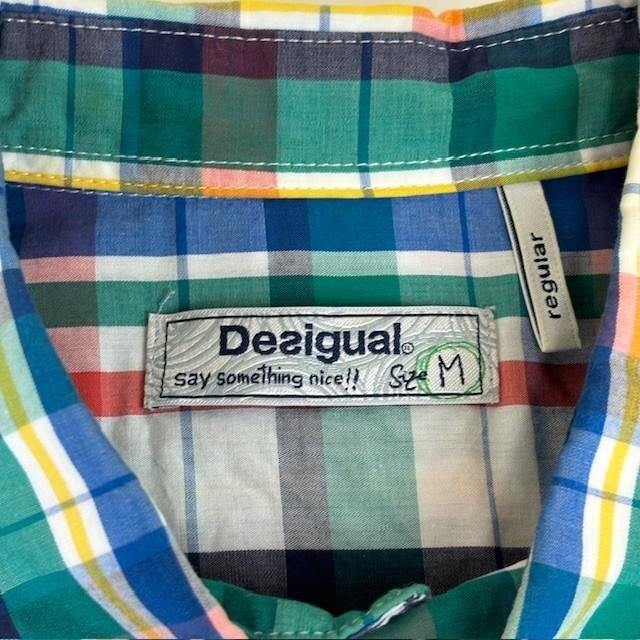 Desigual®
say something nice!! Size M
regular